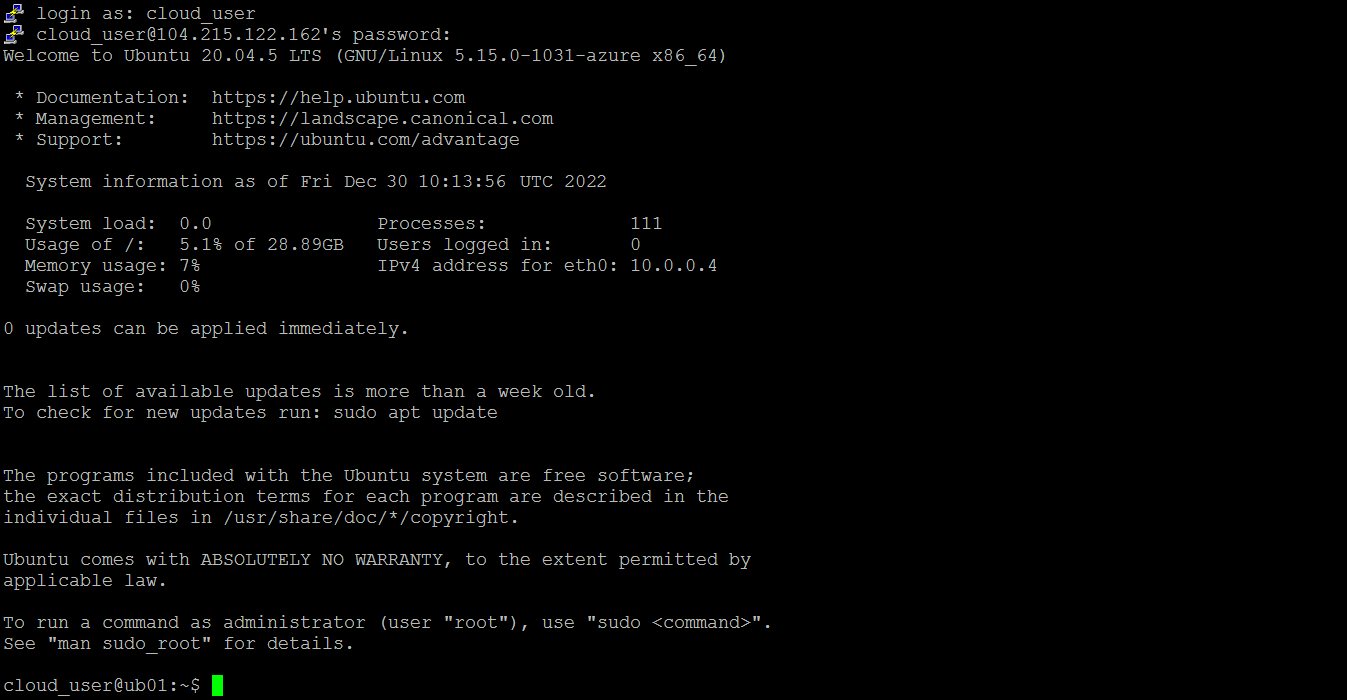 login as: cloud_user
cloud_user@104.215.122.162's password:
Welcome to Ubuntu 20.04.5 LTS (GNU/Linux 5.15.0-1031-azure x86_64)
* Documentation:  https://help.ubuntu.com
* Management:     https://landscape.canonical.com
* Support:        https://ubuntu.com/advantage
System information as of Fri Dec 30 10:13:56 UTC 2022
System load:  0.0               Processes:             111
Usage of /:   5.1% of 28.89GB   Users logged in:       0
Memory usage: 7%                IPv4 address for eth0: 10.0.0.4
Swap usage:   0%
0 updates can be applied immediately.
The list of available updates is more than a week old.
To check for new updates run: sudo apt update
The programs included with the Ubuntu system are free software;
the exact distribution terms for each program are described in the
individual files in /usr/share/doc/*/copyright.
Ubuntu comes with ABSOLUTELY NO WARRANTY, to the extent permitted by
applicable law.
To run a command as administrator (user "root"), use "sudo <command>".
See "man sudo_root" for details.
cloud_user@ub01:~$